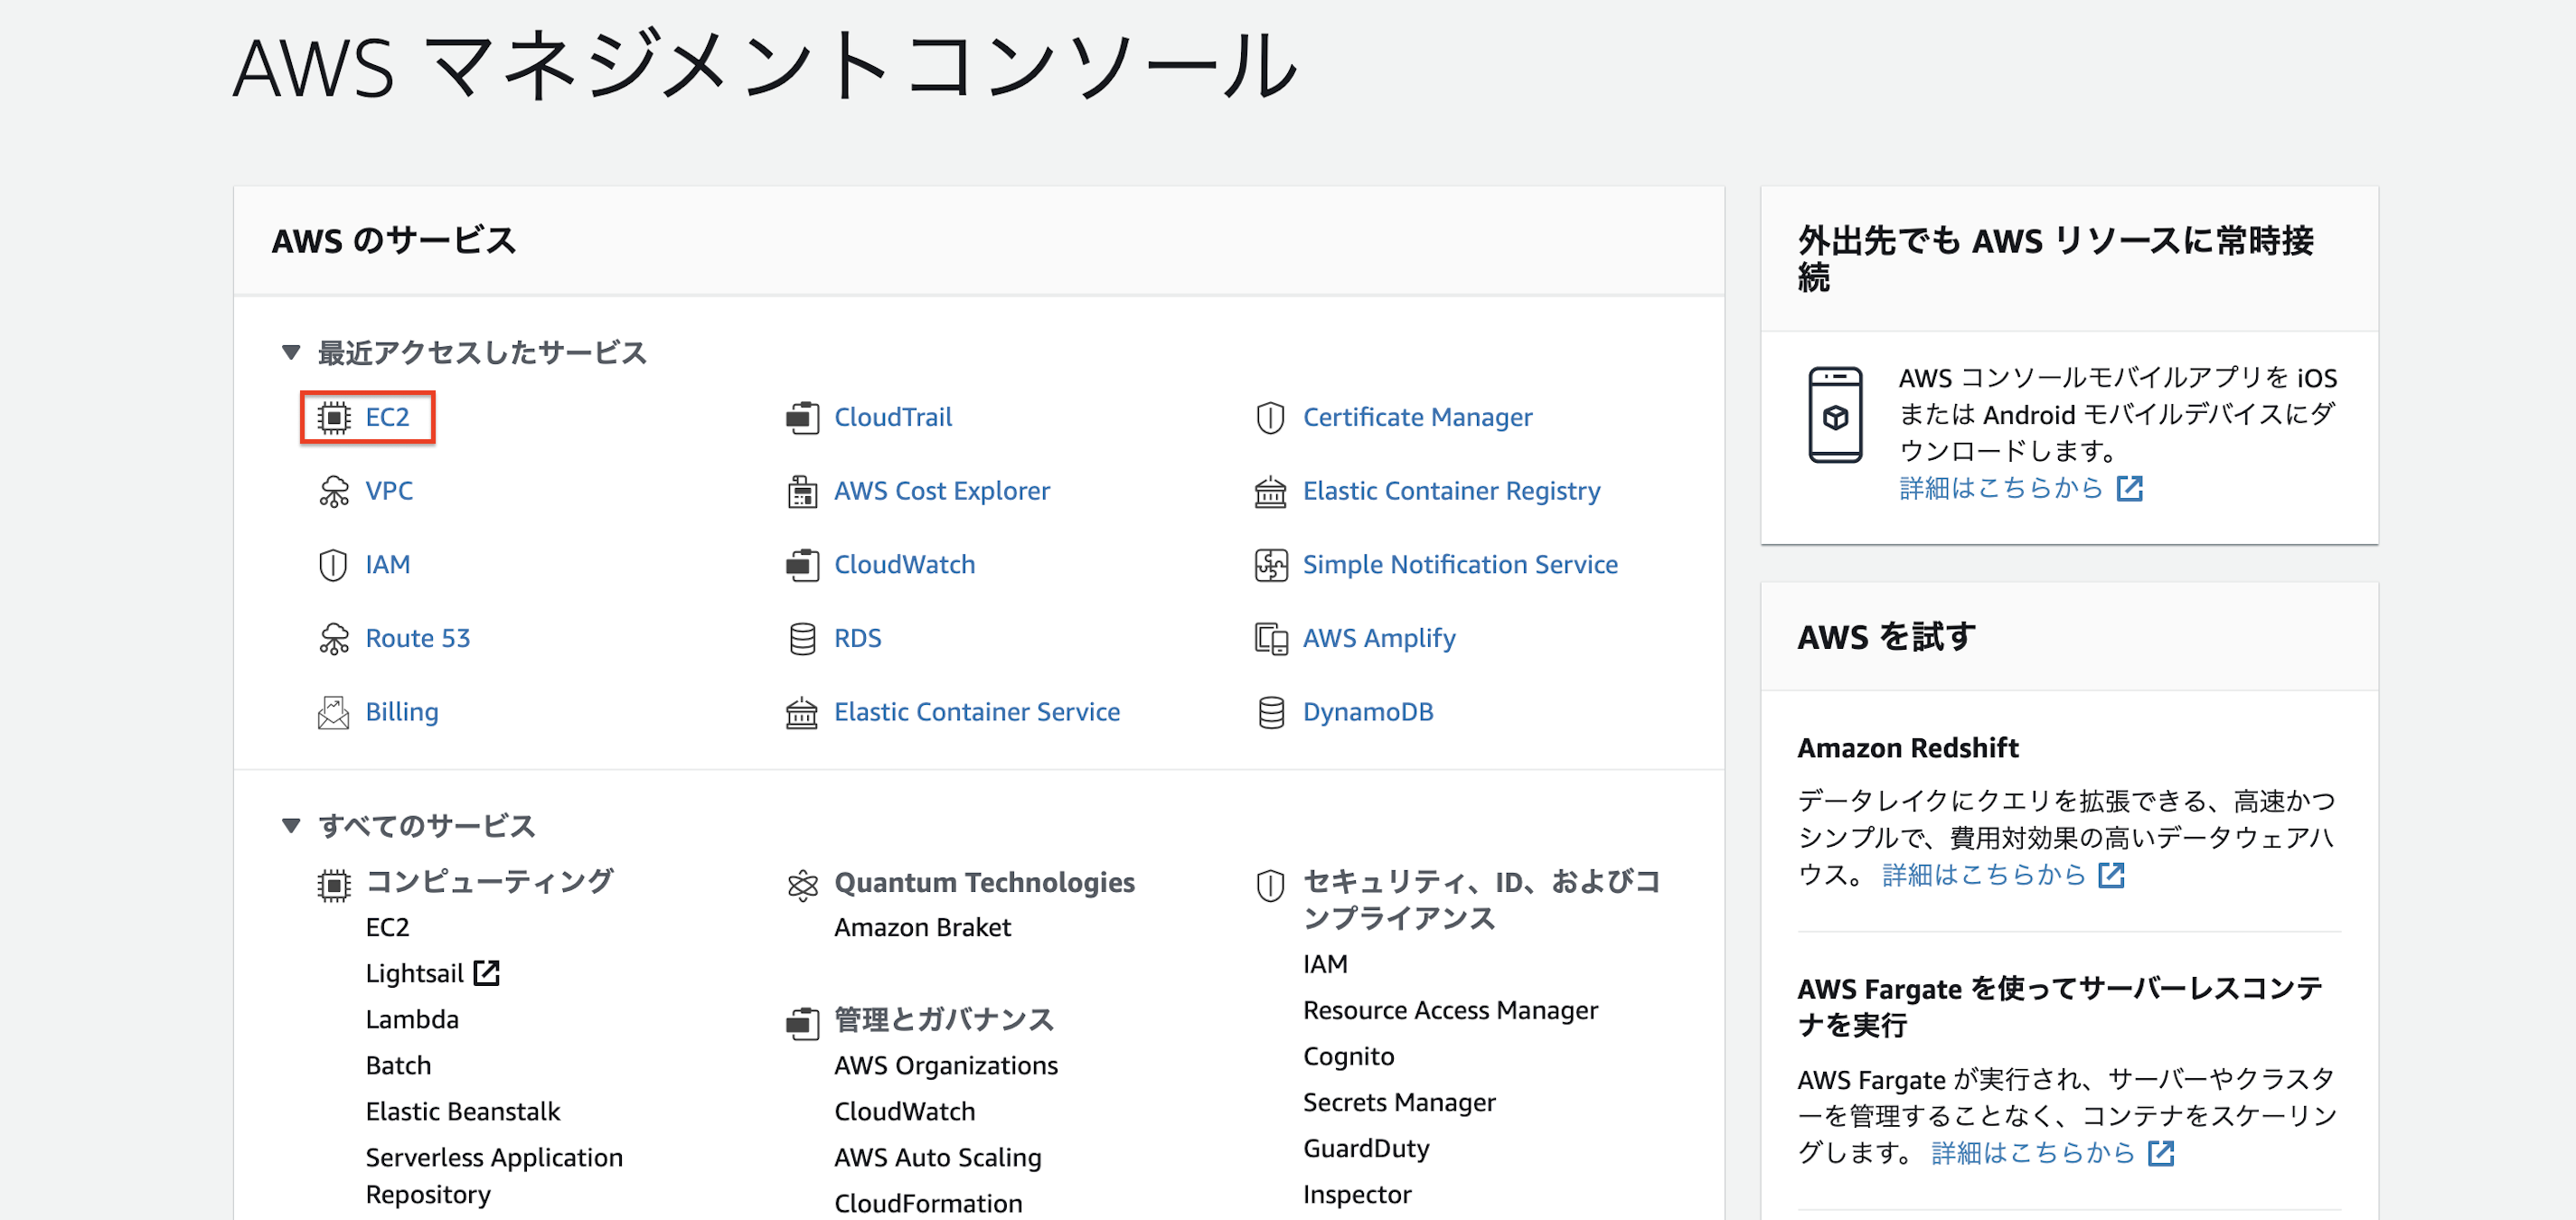 AWS マネジメントコンソール
AWS のサービス
最近アクセスしたサービス
EC2
VPC
IAM
Route 53
Billing
CloudTrail
AWS Cost Explorer
CloudWatch
RDS
Elastic Container Service
Certificate Manager
Elastic Container Registry
Simple Notification Service
AWS Amplify
DynamoDB
すべてのサービス
コンピューティング
EC2
Lightsail
Lambda
Batch
Elastic Beanstalk
Serverless Application
Repository
Quantum Technologies
Amazon Braket
管理とガバナンス
AWS Organizations
CloudWatch
AWS Auto Scaling
CloudFormation
セキュリティ、ID、およびコ
ンプライアンス
IAM
Resource Access Manager
Cognito
Secrets Manager
GuardDuty
Inspector
外出先でも AWS リソースに常時接
続
AWS コンソールモバイルアプリを iOS
または Android モバイルデバイスにダ
ウンロードします。
詳細はこちらから
AWS を試す
Amazon Redshift
データレイクにクエリを拡張できる、高速かつ
シンプルで、費用対効果の高いデータウェアハ
ウス。 詳細はこちらから
AWS Fargate を使ってサーバーレスコンテ
ナを実行
AWS Fargate が実行され、サーバーやクラスタ
ーを管理することなく、コンテナをスケーリン
グします。 詳細はこちらから